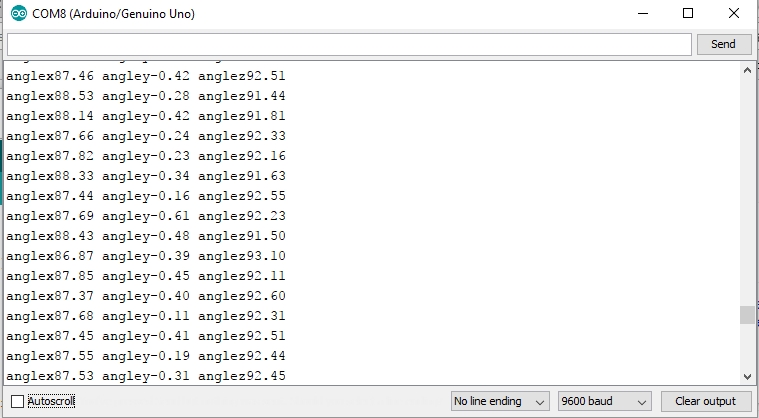 COM8 (Arduino/Genuino Uno)
Send
anglex87.46 angley-0.42 anglez92.51
anglex88.53 angley-0.28 anglez91.44
anglex88.14 angley-0.42 anglez91.81
anglex87.66 angley-0.24 anglez92.33
anglex87.82 angley-0.23 anglez92.16
anglex88.33 angley-0.34 anglez91.63
anglex87.44 angley-0.16 anglez92.55
anglex87.69 angley-0.61 anglez92.23
anglex88.43 angley-0.48 anglez91.50
anglex86.87 angley-0.39 anglez93.10
anglex87.85 angley-0.45 anglez92.11
anglex87.37 angley-0.40 anglez92.60
anglex87.68 angley-0.11 anglez92.31
anglex87.45 angley-0.41 anglez92.51
anglex87.55 angley-0.19 anglez92.44
anglex87.53 angley-0.31 anglez92.45
Autoscroll No line ending 9600 baud Clear output